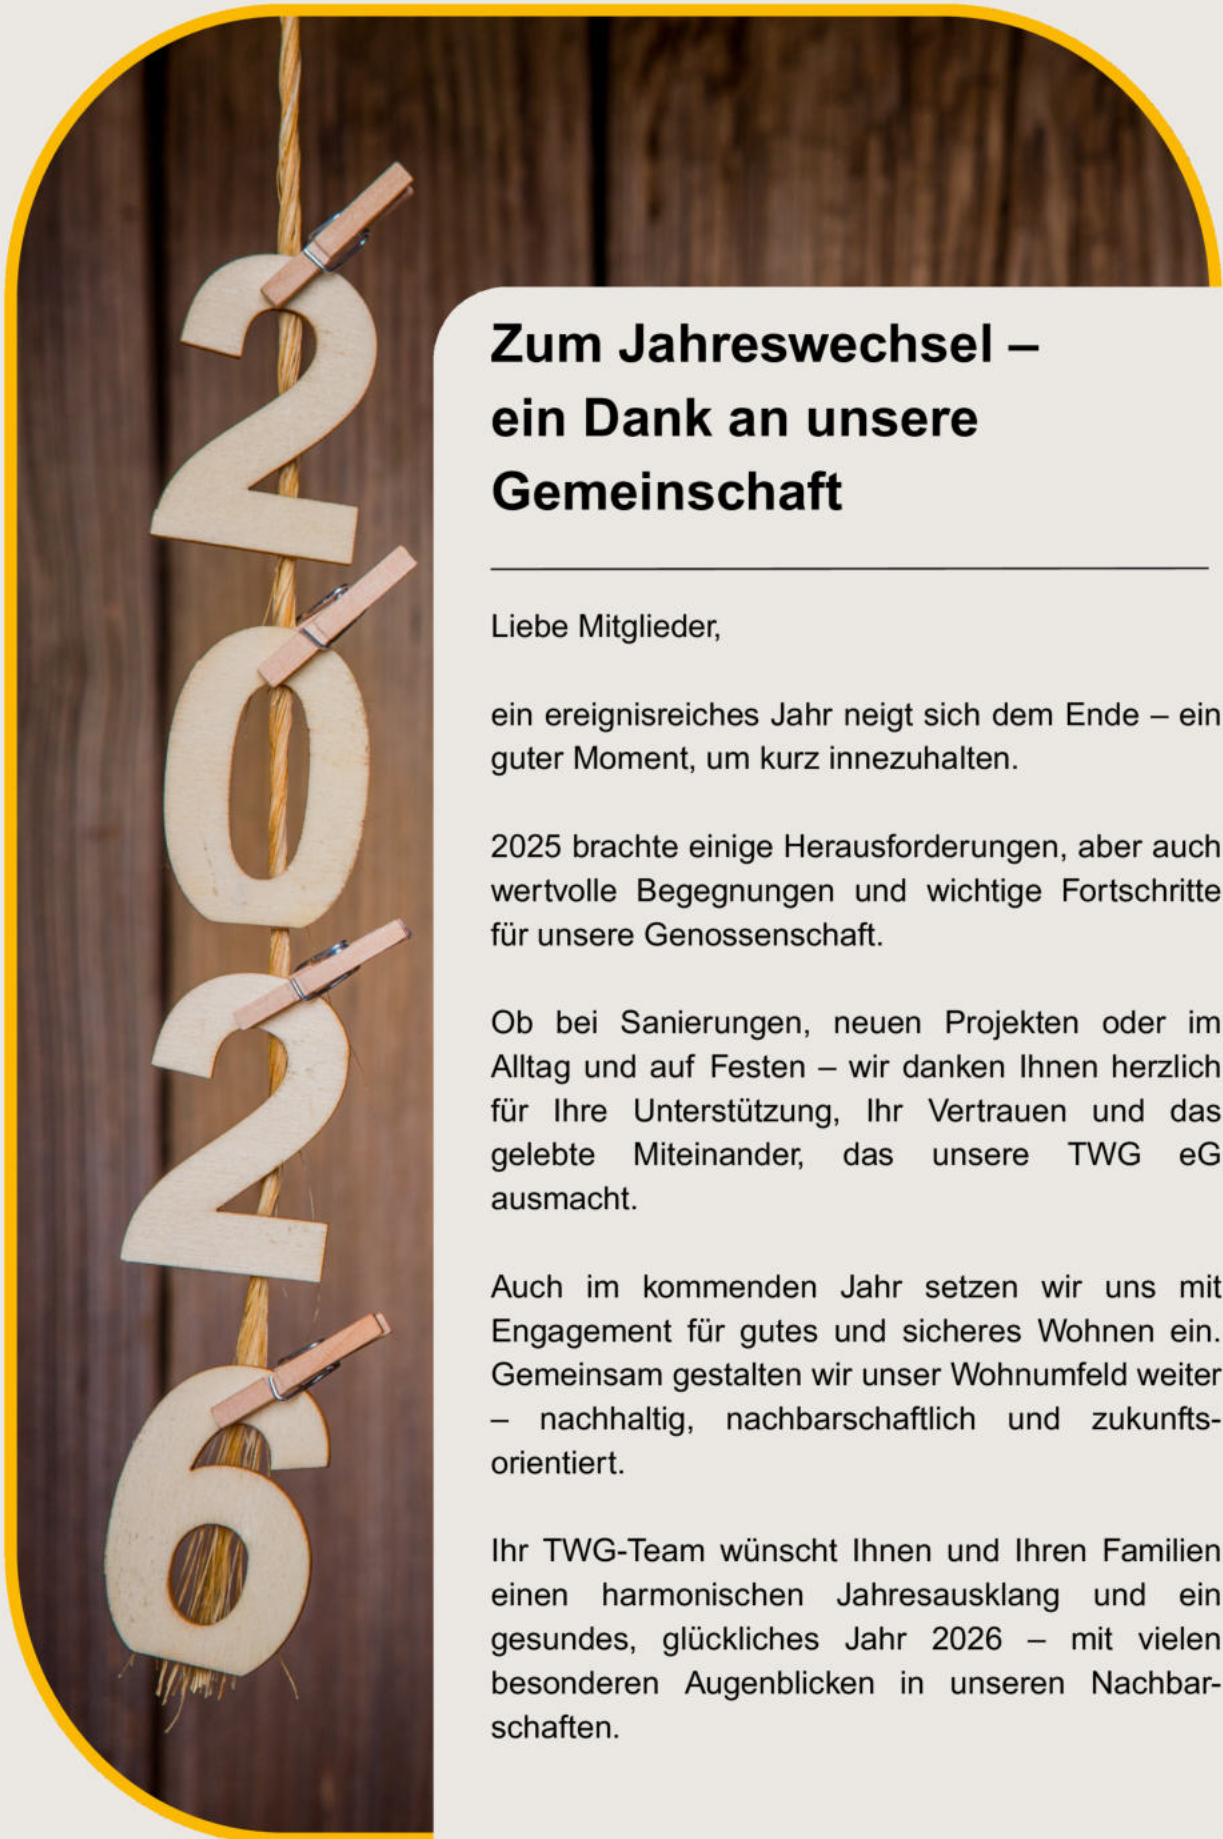 2
0
2
6
Zum Jahreswechsel –
ein Dank an unsere
Gemeinschaft
Liebe Mitglieder,
ein ereignisreiches Jahr neigt sich dem Ende – ein
guter Moment, um kurz innezuhalten.
2025 brachte einige Herausforderungen, aber auch
wertvolle Begegnungen und wichtige Fortschritte
für unsere Genossenschaft.
Ob bei Sanierungen, neuen Projekten oder im
Alltag und auf Festen – wir danken Ihnen herzlich
für Ihre Unterstützung, Ihr Vertrauen und das
gelebte Miteinander, das unsere TWG eG
ausmacht.
Auch im kommenden Jahr setzen wir uns mit
Engagement für gutes und sicheres Wohnen ein.
Gemeinsam gestalten wir unser Wohnumfeld weiter
– nachhaltig, nachbarschaftlich und zukunfts-
orientiert.
Ihr TWG-Team wünscht Ihnen und Ihren Familien
einen harmonischen Jahresausklang und ein
gesundes, glückliches Jahr 2026 – mit vielen
besonderen Augenblicken in unseren Nachbar-
schaften.